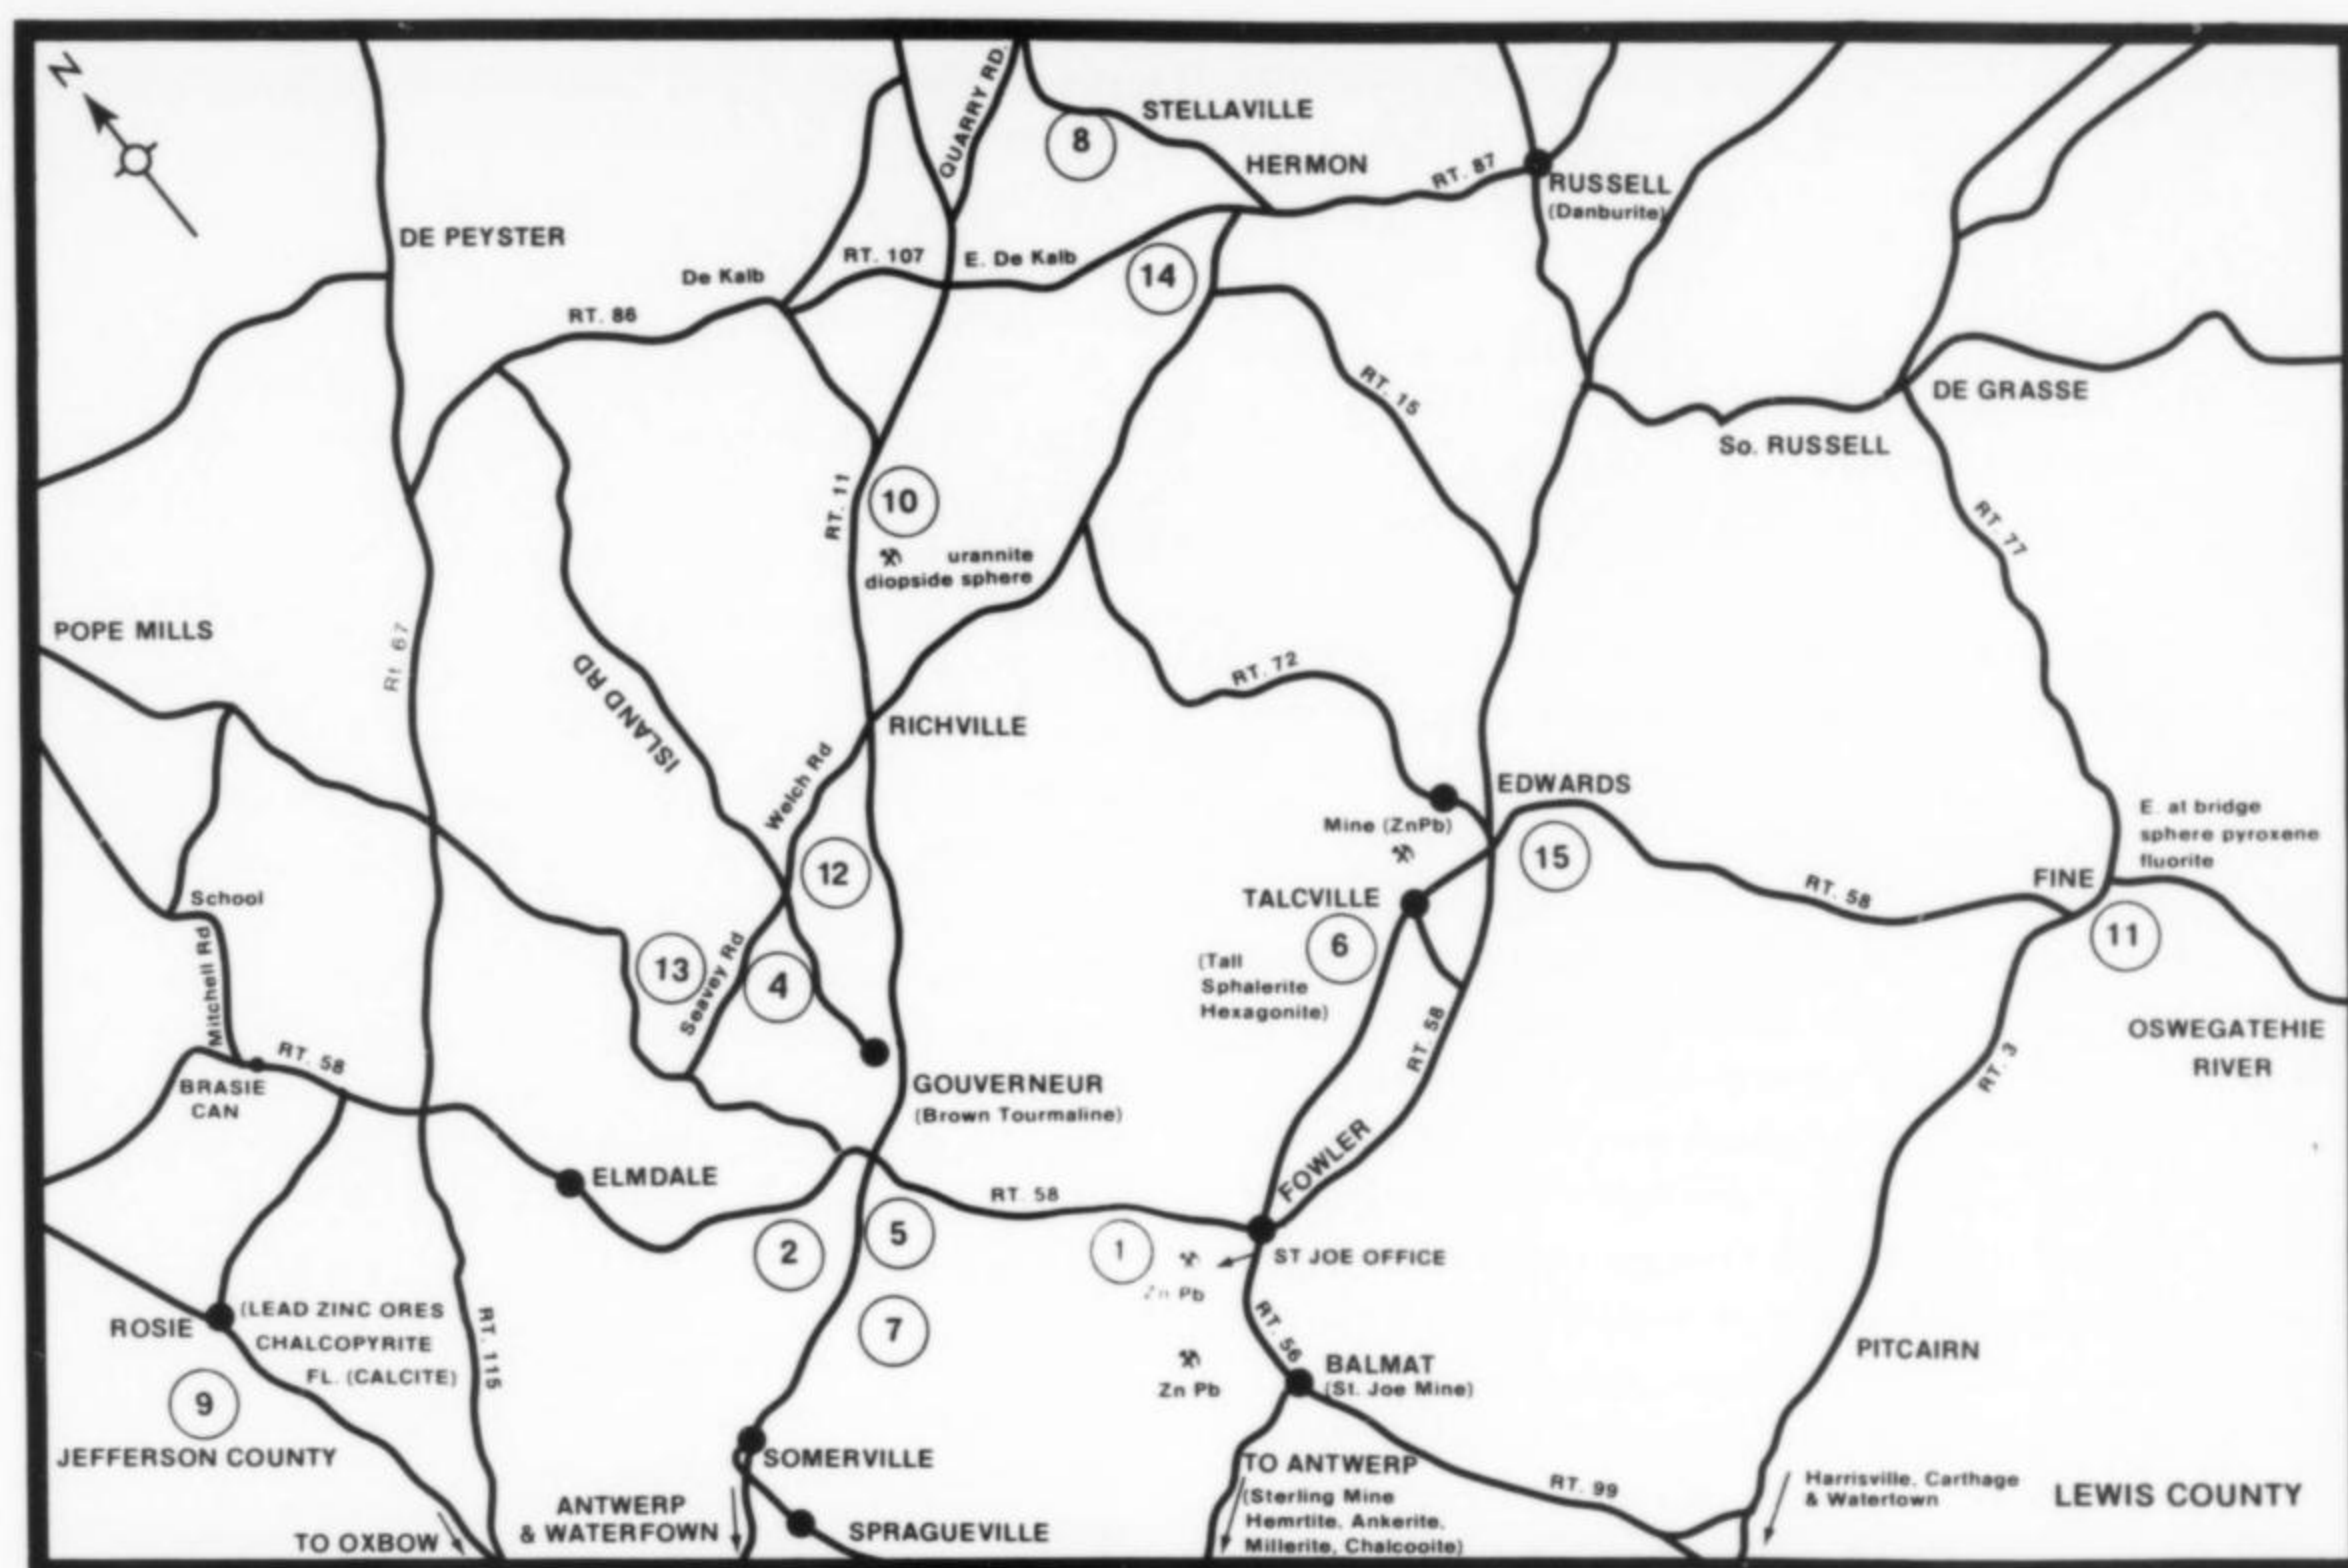 N
QUARRY RD.
STELLAVILLE
8
HERMON
RT. 87
RUSSELL
(Danburite)
DE PEYSTER
De Kalb
RT. 107
E. De Kalb
14
RT. 86
RT. 15
DE GRASSE
So. RUSSELL
RT. 11
10
urannite
diopside sphere
RT. 77
POPE MILLS
Rt. 67
ISLAND RD
RT. 72
RICHVILLE
Welch Rd
EDWARDS
Mine (ZnPb)
15
E. at bridge
sphere pyroxene
fluorite
12
TALCVILLE
6
(Tall
Sphalerite
Hexagonite)
RT. 58
FINE
11
School
Mitchell Rd
13
Seavey Rd
4
RT. 58
OSWEGATEHIE
RIVER
RT. 3
RT. 58
BRASIE
CAN
GOUVERNEUR
(Brown Tourmaline)
ELMDALE
FOWLER
RT. 58
2
5
1
Zn Pb
ST JOE OFFICE
ROSIE
(LEAD ZINC ORES
CHALCOPYRITE
FL. (CALCITE)
RT. 115
7
RT. 56
Zn Pb
BALMAT
(St. Joe Mine)
PITCAIRN
9
JEFFERSON COUNTY
SOMERVILLE
TO ANTWERP
(Sterling Mine
Hemrtite, Ankerite,
Millerite, Chalcooite)
RT. 99
Harrisville, Carthage
& Watertown
LEWIS COUNTY
ANTWERP
& WATERFOWN
SPRAGUEVILLE
TO OXBOW